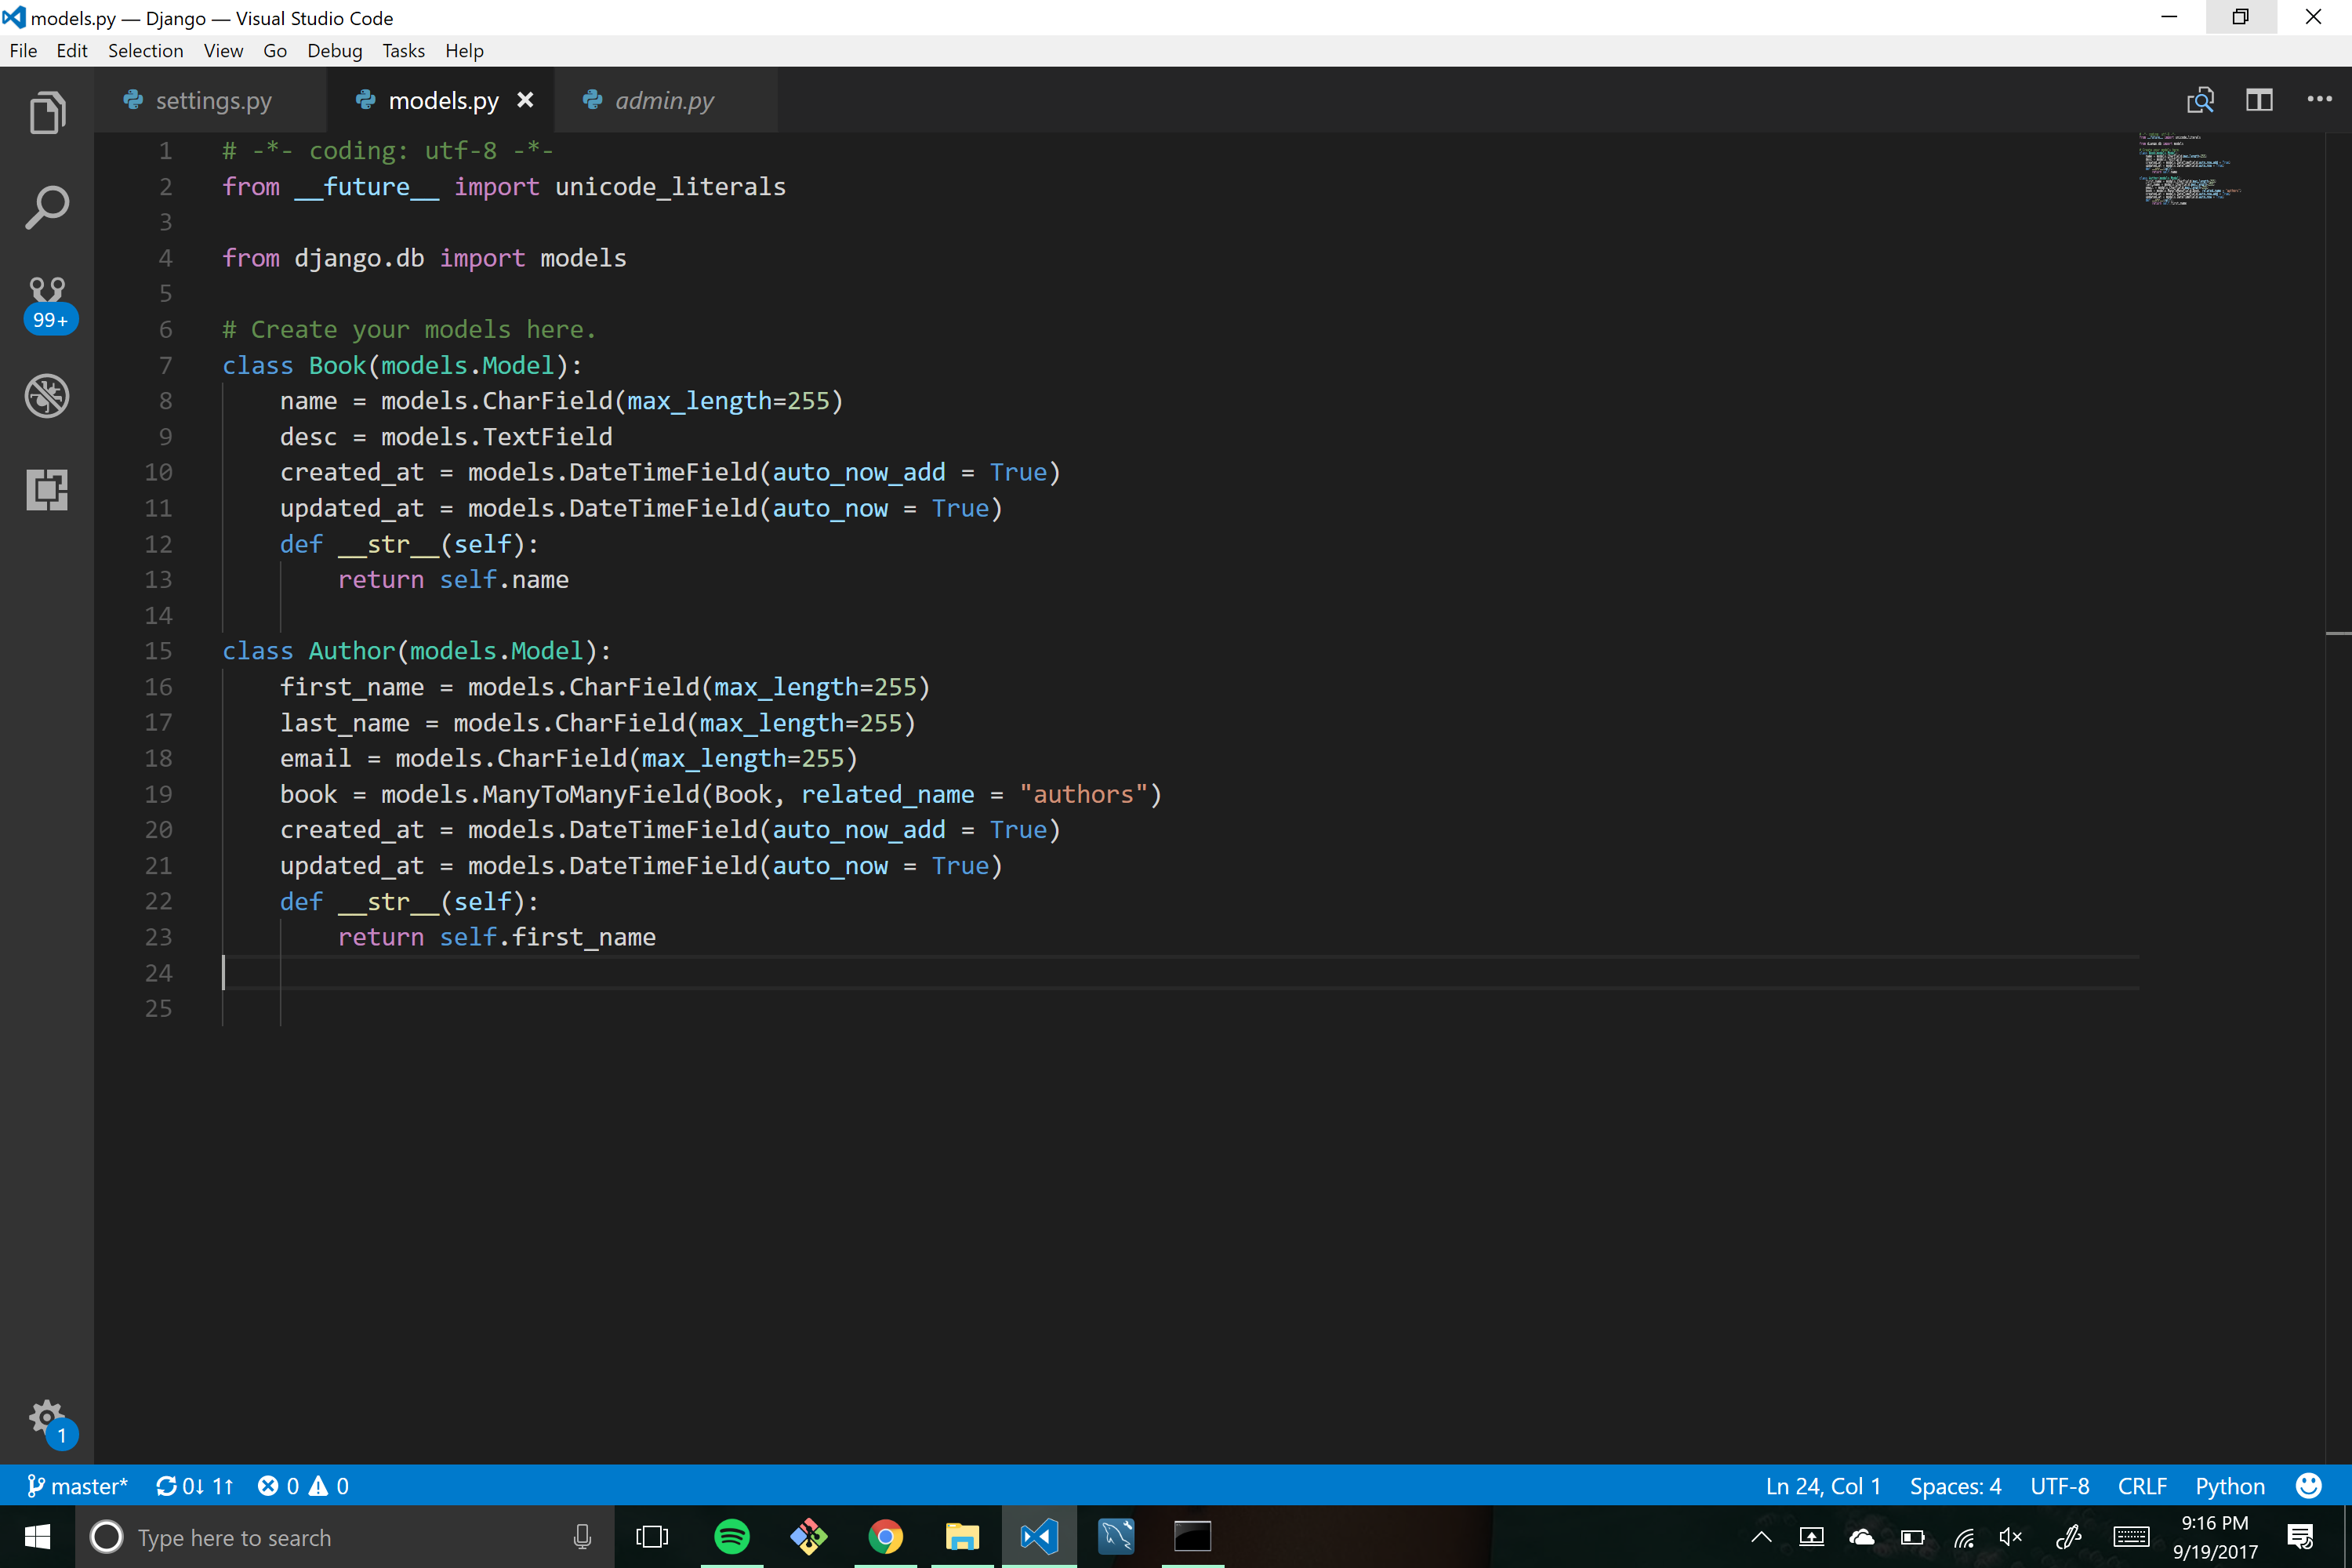 models.py — Django — Visual Studio Code
File Edit Selection View Go Debug Tasks Help
settings.py models.py admin.py
1 # -*- coding: utf-8 -*-
2 from __future__ import unicode_literals
3
4 from django.db import models
5
6 # Create your models here.
7 class Book(models.Model):
8     name = models.CharField(max_length=255)
9     desc = models.TextField
10     created_at = models.DateTimeField(auto_now_add = True)
11     updated_at = models.DateTimeField(auto_now = True)
12     def __str__(self):
13         return self.name
14
15 class Author(models.Model):
16     first_name = models.CharField(max_length=255)
17     last_name = models.CharField(max_length=255)
18     email = models.CharField(max_length=255)
19     book = models.ManyToManyField(Book, related_name = "authors")
20     created_at = models.DateTimeField(auto_now_add = True)
21     updated_at = models.DateTimeField(auto_now = True)
22     def __str__(self):
23         return self.first_name
24
25
99+
1
master* 0↓ 1↑ 0 0 Ln 24, Col 1 Spaces: 4 UTF-8 CRLF Python
Type here to search
9:16 PM
9/19/2017